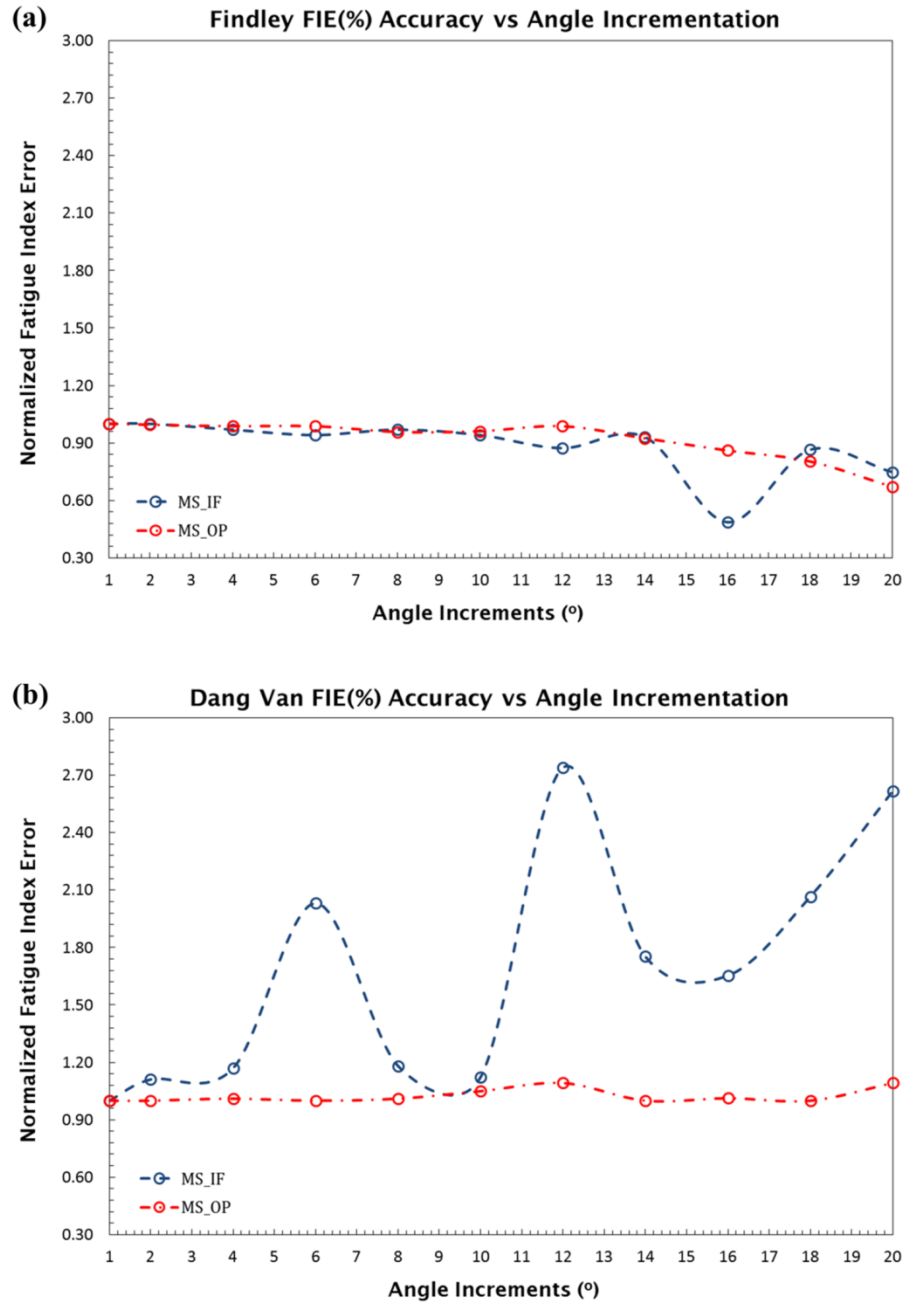 (a)
Findley FIE(%) Accuracy vs Angle Incrementation
Normalized Fatigue Index Error
3.00
2.70
2.40
2.10
1.80
1.50
1.20
0.90
0.60
0.30
MS_IF
MS_OP
1 2 3 4 5 6 7 8 9 10 11 12 13 14 15 16 17 18 19 20
Angle Increments (º)
(b)
Dang Van FIE(%) Accuracy vs Angle Incrementation
Normalized Fatigue Index Error
3.00
2.70
2.40
2.10
1.80
1.50
1.20
0.90
0.60
0.30
MS_IF
MS_OP
1 2 3 4 5 6 7 8 9 10 11 12 13 14 15 16 17 18 19 20
Angle Increments (º)